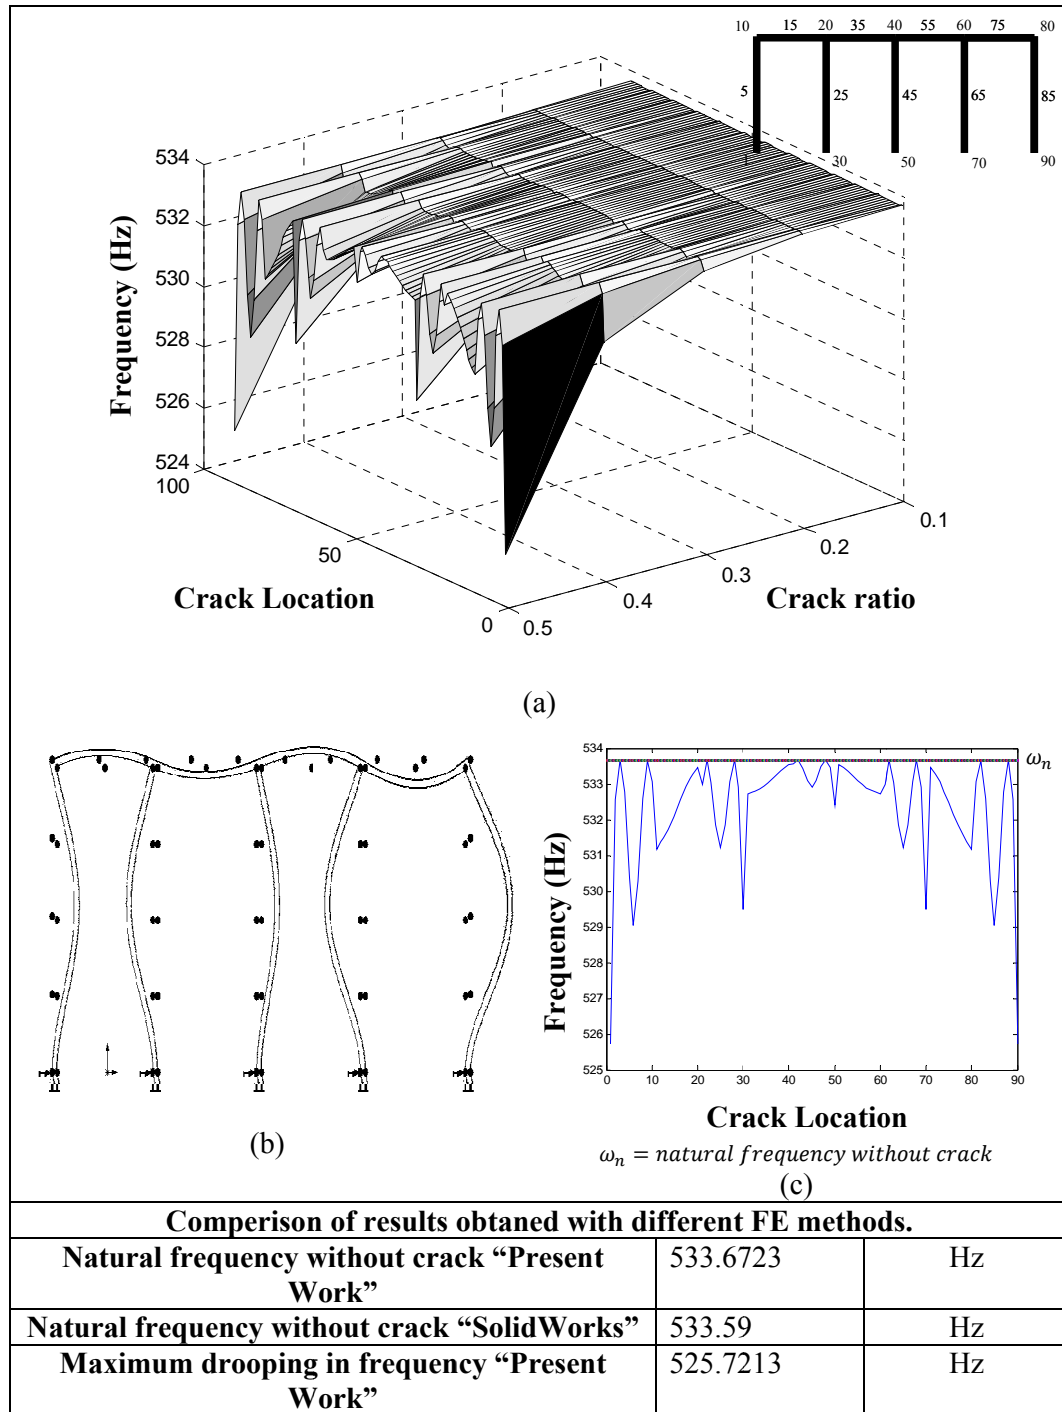 10 15 20 35 40 55 60 75 80
5 25 45 65 85
30 50 70 90
534
532
530
528
526
524
Frequency (Hz)
100
50
0
Crack Location
0.5
0.4
0.3
0.2
0.1
Crack ratio
(a)
(b)
534
533
532
531
530
529
528
527
526
525
Frequency (Hz)
ωn
0 10 20 30 40 50 60 70 80 90
Crack Location
ωn = natural frequency without crack
(c)
Comperison of results obtaned with different FE methods.
Natural frequency without crack “Present
Work”
533.6723
Hz
Natural frequency without crack “SolidWorks”
533.59
Hz
Maximum drooping in frequency “Present
Work”
525.7213
Hz